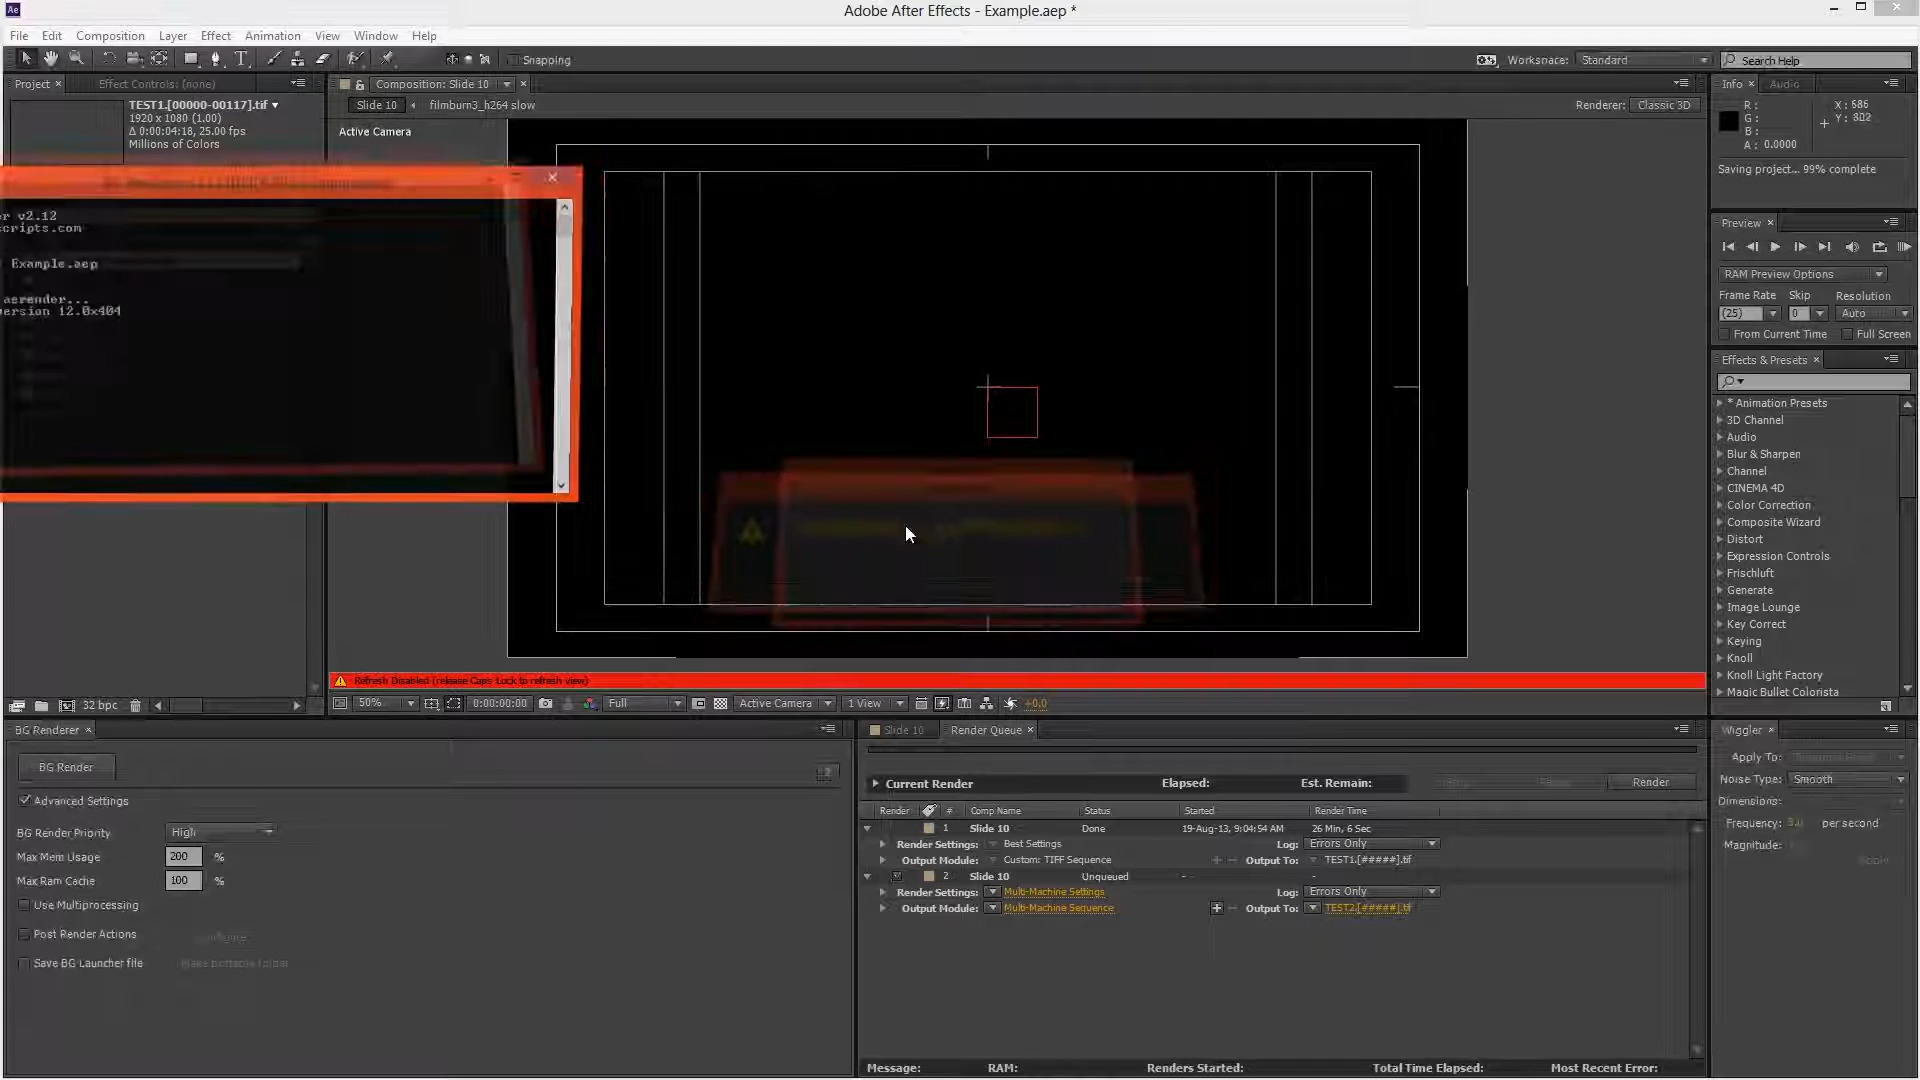 Ae
Adobe After Effects - Example.aep *
File Edit Composition Layer Effect Animation View Window Help
Snapping
Workspace: Standard
Search Help
Project
Effect Controls: (none)
Composition: Slide 10
Info
Audio
TEST1.[00000-00117].tif
1920 x 1080 (1.00)
Δ 0:00:04:18, 25.00 fps
Millions of Colors
Slide 10
filmburn3_h264 slow
Renderer: Classic 3D
Active Camera
R :
G :
B :
A : 0.0000
X : 586
Saving project... 99% complete
er v2.12
cripts.com
Example.aep
aerender...
version 12.0x404
Preview
RAM Preview Options
Frame Rate Skip Resolution
(25) 0 Auto
From Current Time Full Screen
Effects & Presets
* Animation Presets
3D Channel
Audio
Blur & Sharpen
Channel
CINEMA 4D
Color Correction
Composite Wizard
Distort
Expression Controls
Frischluft
Generate
Image Lounge
Key Correct
Keying
Knoll
Knoll Light Factory
Magic Bullet Colorista
Refresh Disabled (release Caps Lock to refresh view)
32 bpc
50%
0:00:00:00
Full
Active Camera
1 View
+0.0
BG Renderer
BG Render
Advanced Settings
BG Render Priority High
Max Mem Usage 200 %
Max Ram Cache 100 %
Use Multiprocessing
Post Render Actions
Save BG Launcher file
Slide 10
Render Queue
Current Render Elapsed: Est. Remain: Render
Render # Comp Name Status Started Render Time
1 Slide 10 Done 19-Aug-13, 9:04:54 AM 26 Min, 6 Sec
Render Settings: Best Settings Log: Errors Only
Output Module: Custom: TIFF Sequence Output To: TEST1.[#####].tif
2 Slide 10 Unqueued - -
Render Settings: Multi-Machine Settings Log: Errors Only
Output Module: Multi-Machine Sequence Output To: TEST2.[#####].tif
Message: RAM: Renders Started: Total Time Elapsed: Most Recent Error:
Wiggler
Apply To:
Noise Type: Smooth
Dimensions:
Frequency: per second
Magnitude: